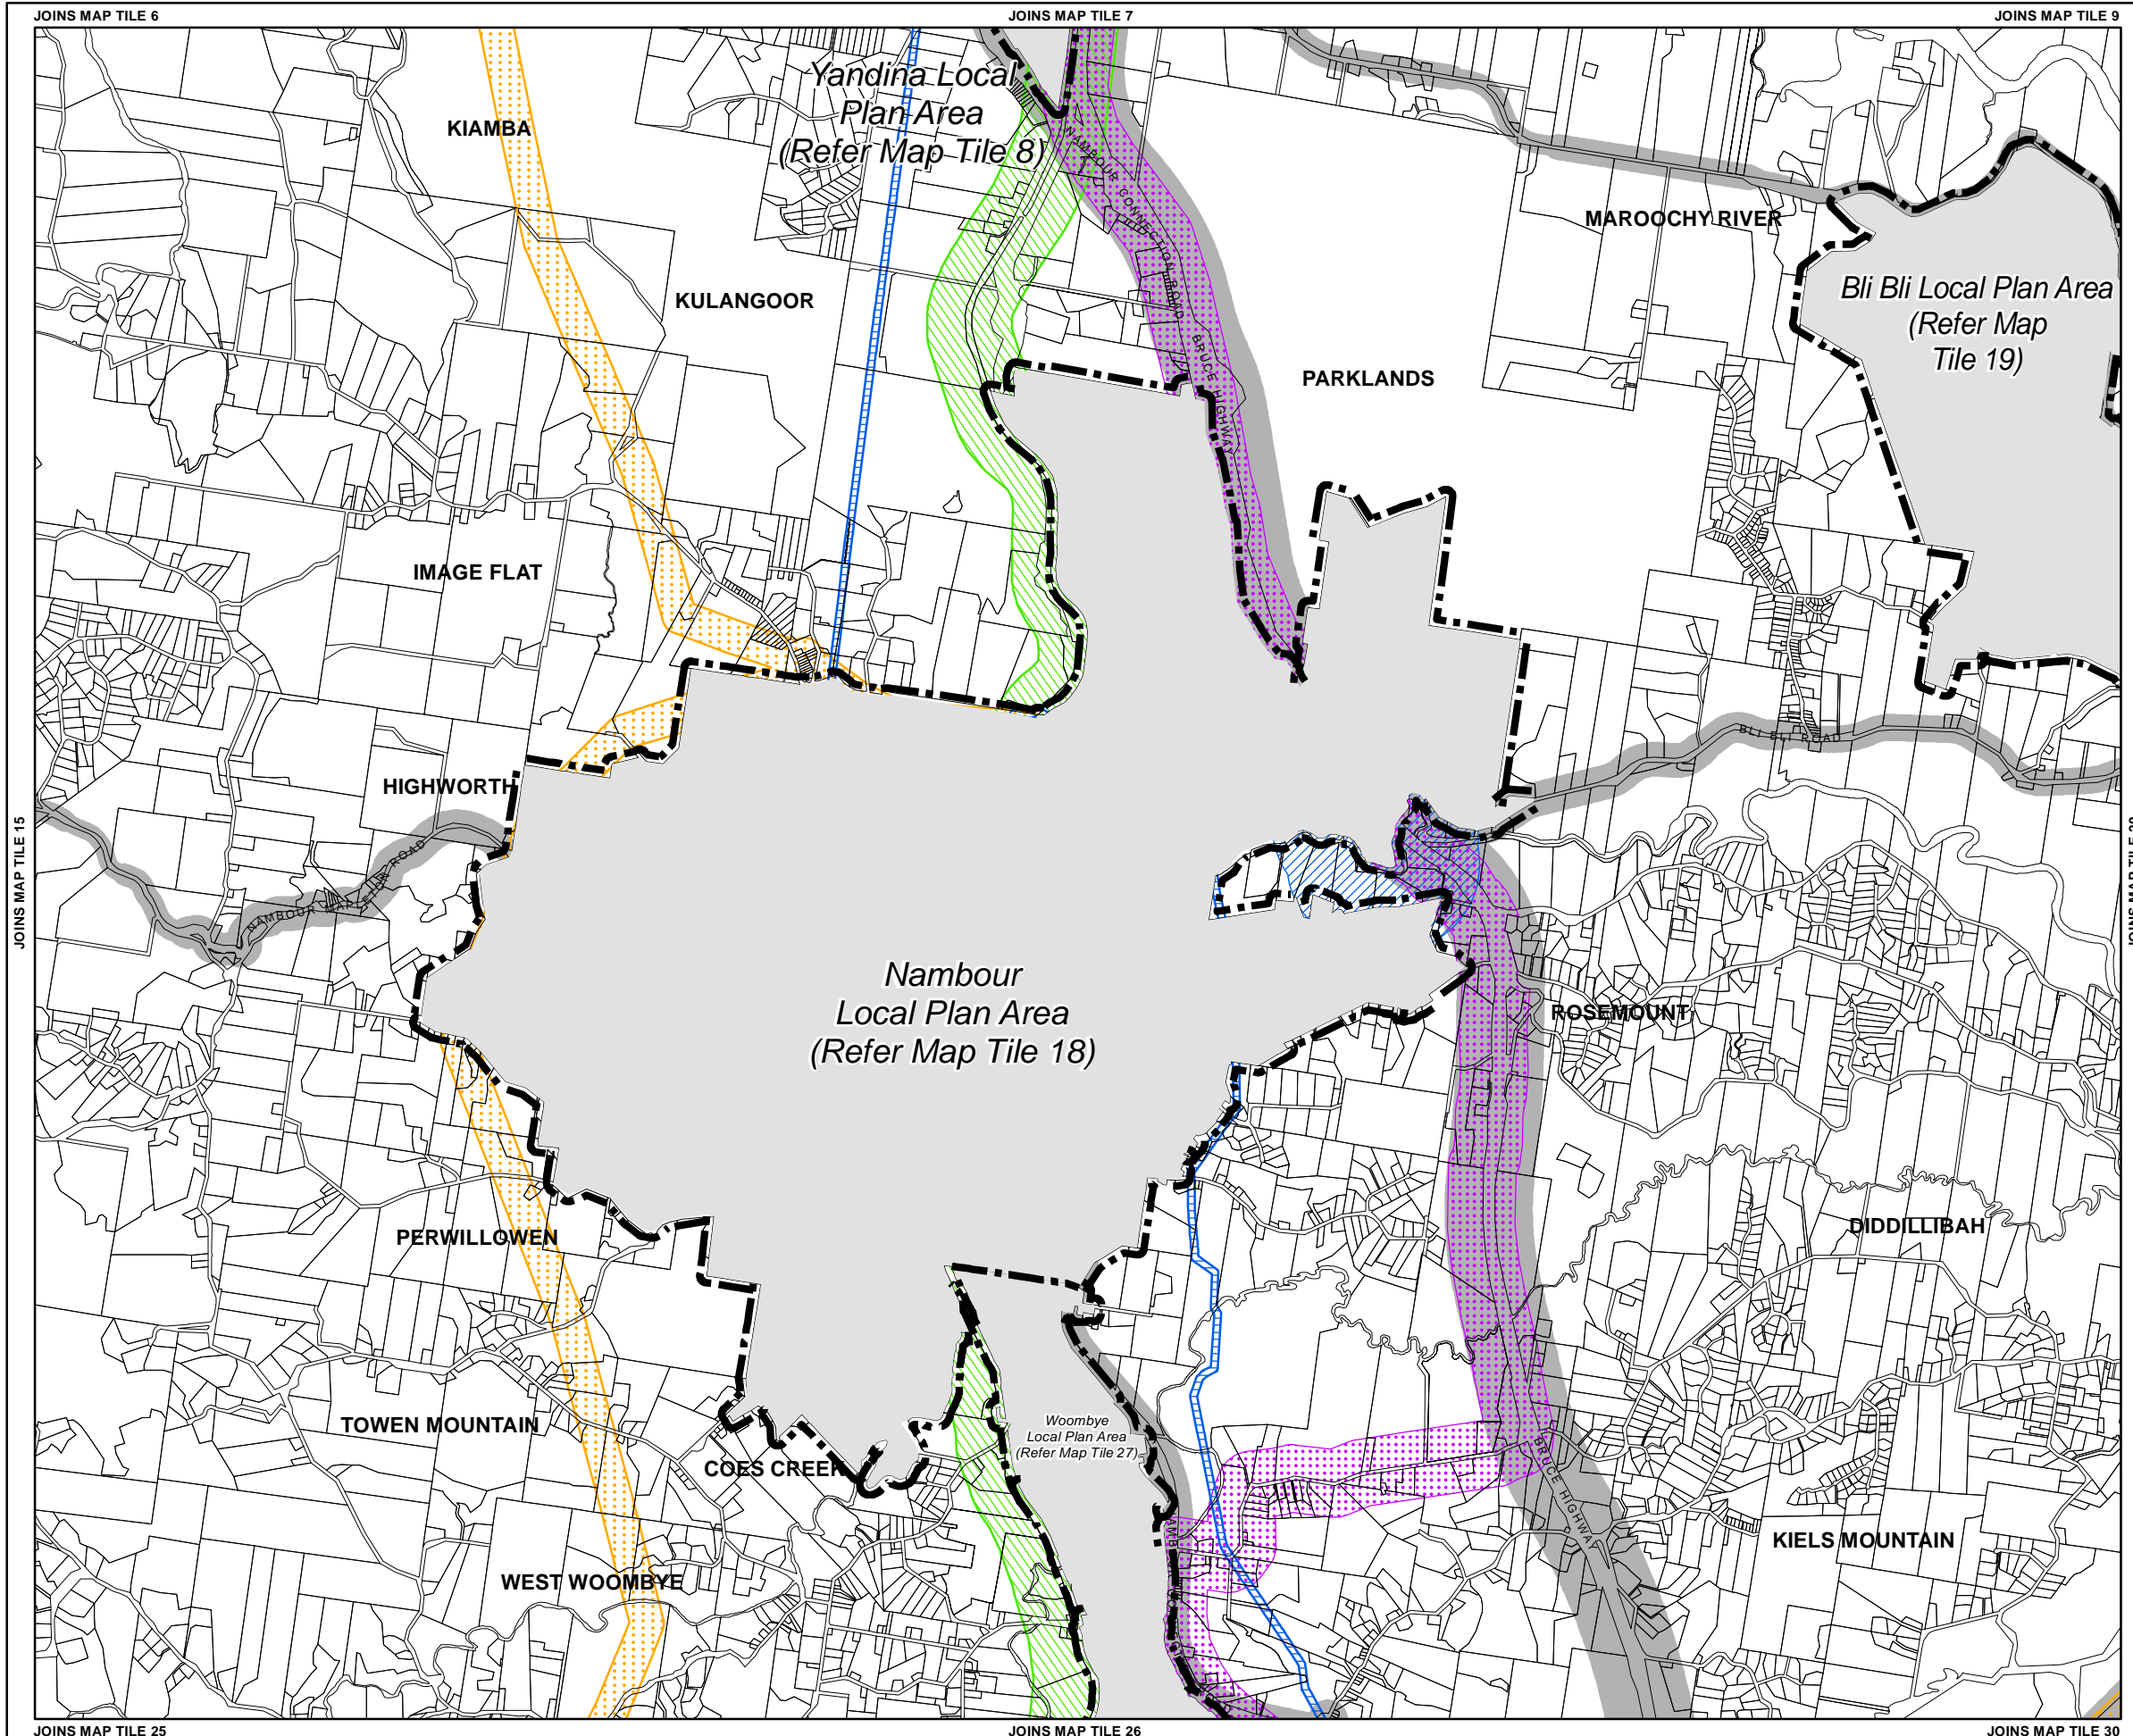 JOINS MAP TILE 6
JOINS MAP TILE 7
JOINS MAP TILE 9
Yandina Local
Plan Area
(Refer Map Tile 8)
KIAMBA
NAMBOUR CONNECTION ROAD
MAROOCHY RIVER
KULANGOOR
Bli Bli Local Plan Area
(Refer Map
Tile 19)
BRUCE HIGHWAY
PARKLANDS
IMAGE FLAT
BLI BLI ROAD
HIGHWORTH
JOINS MAP TILE 15
NAMBOUR MAPLETON ROAD
Nambour
Local Plan Area
(Refer Map Tile 18)
ROSEMOUNT
PERWILLOWEN
DIDDILLIBAH
TOWEN MOUNTAIN
Woombye
Local Plan Area
(Refer Map Tile 27)
COES CREEK
BRUCE HIGHWAY
KIELS MOUNTAIN
WEST WOOMBYE
JOINS MAP TILE 25
JOINS MAP TILE 26
JOINS MAP TILE 30